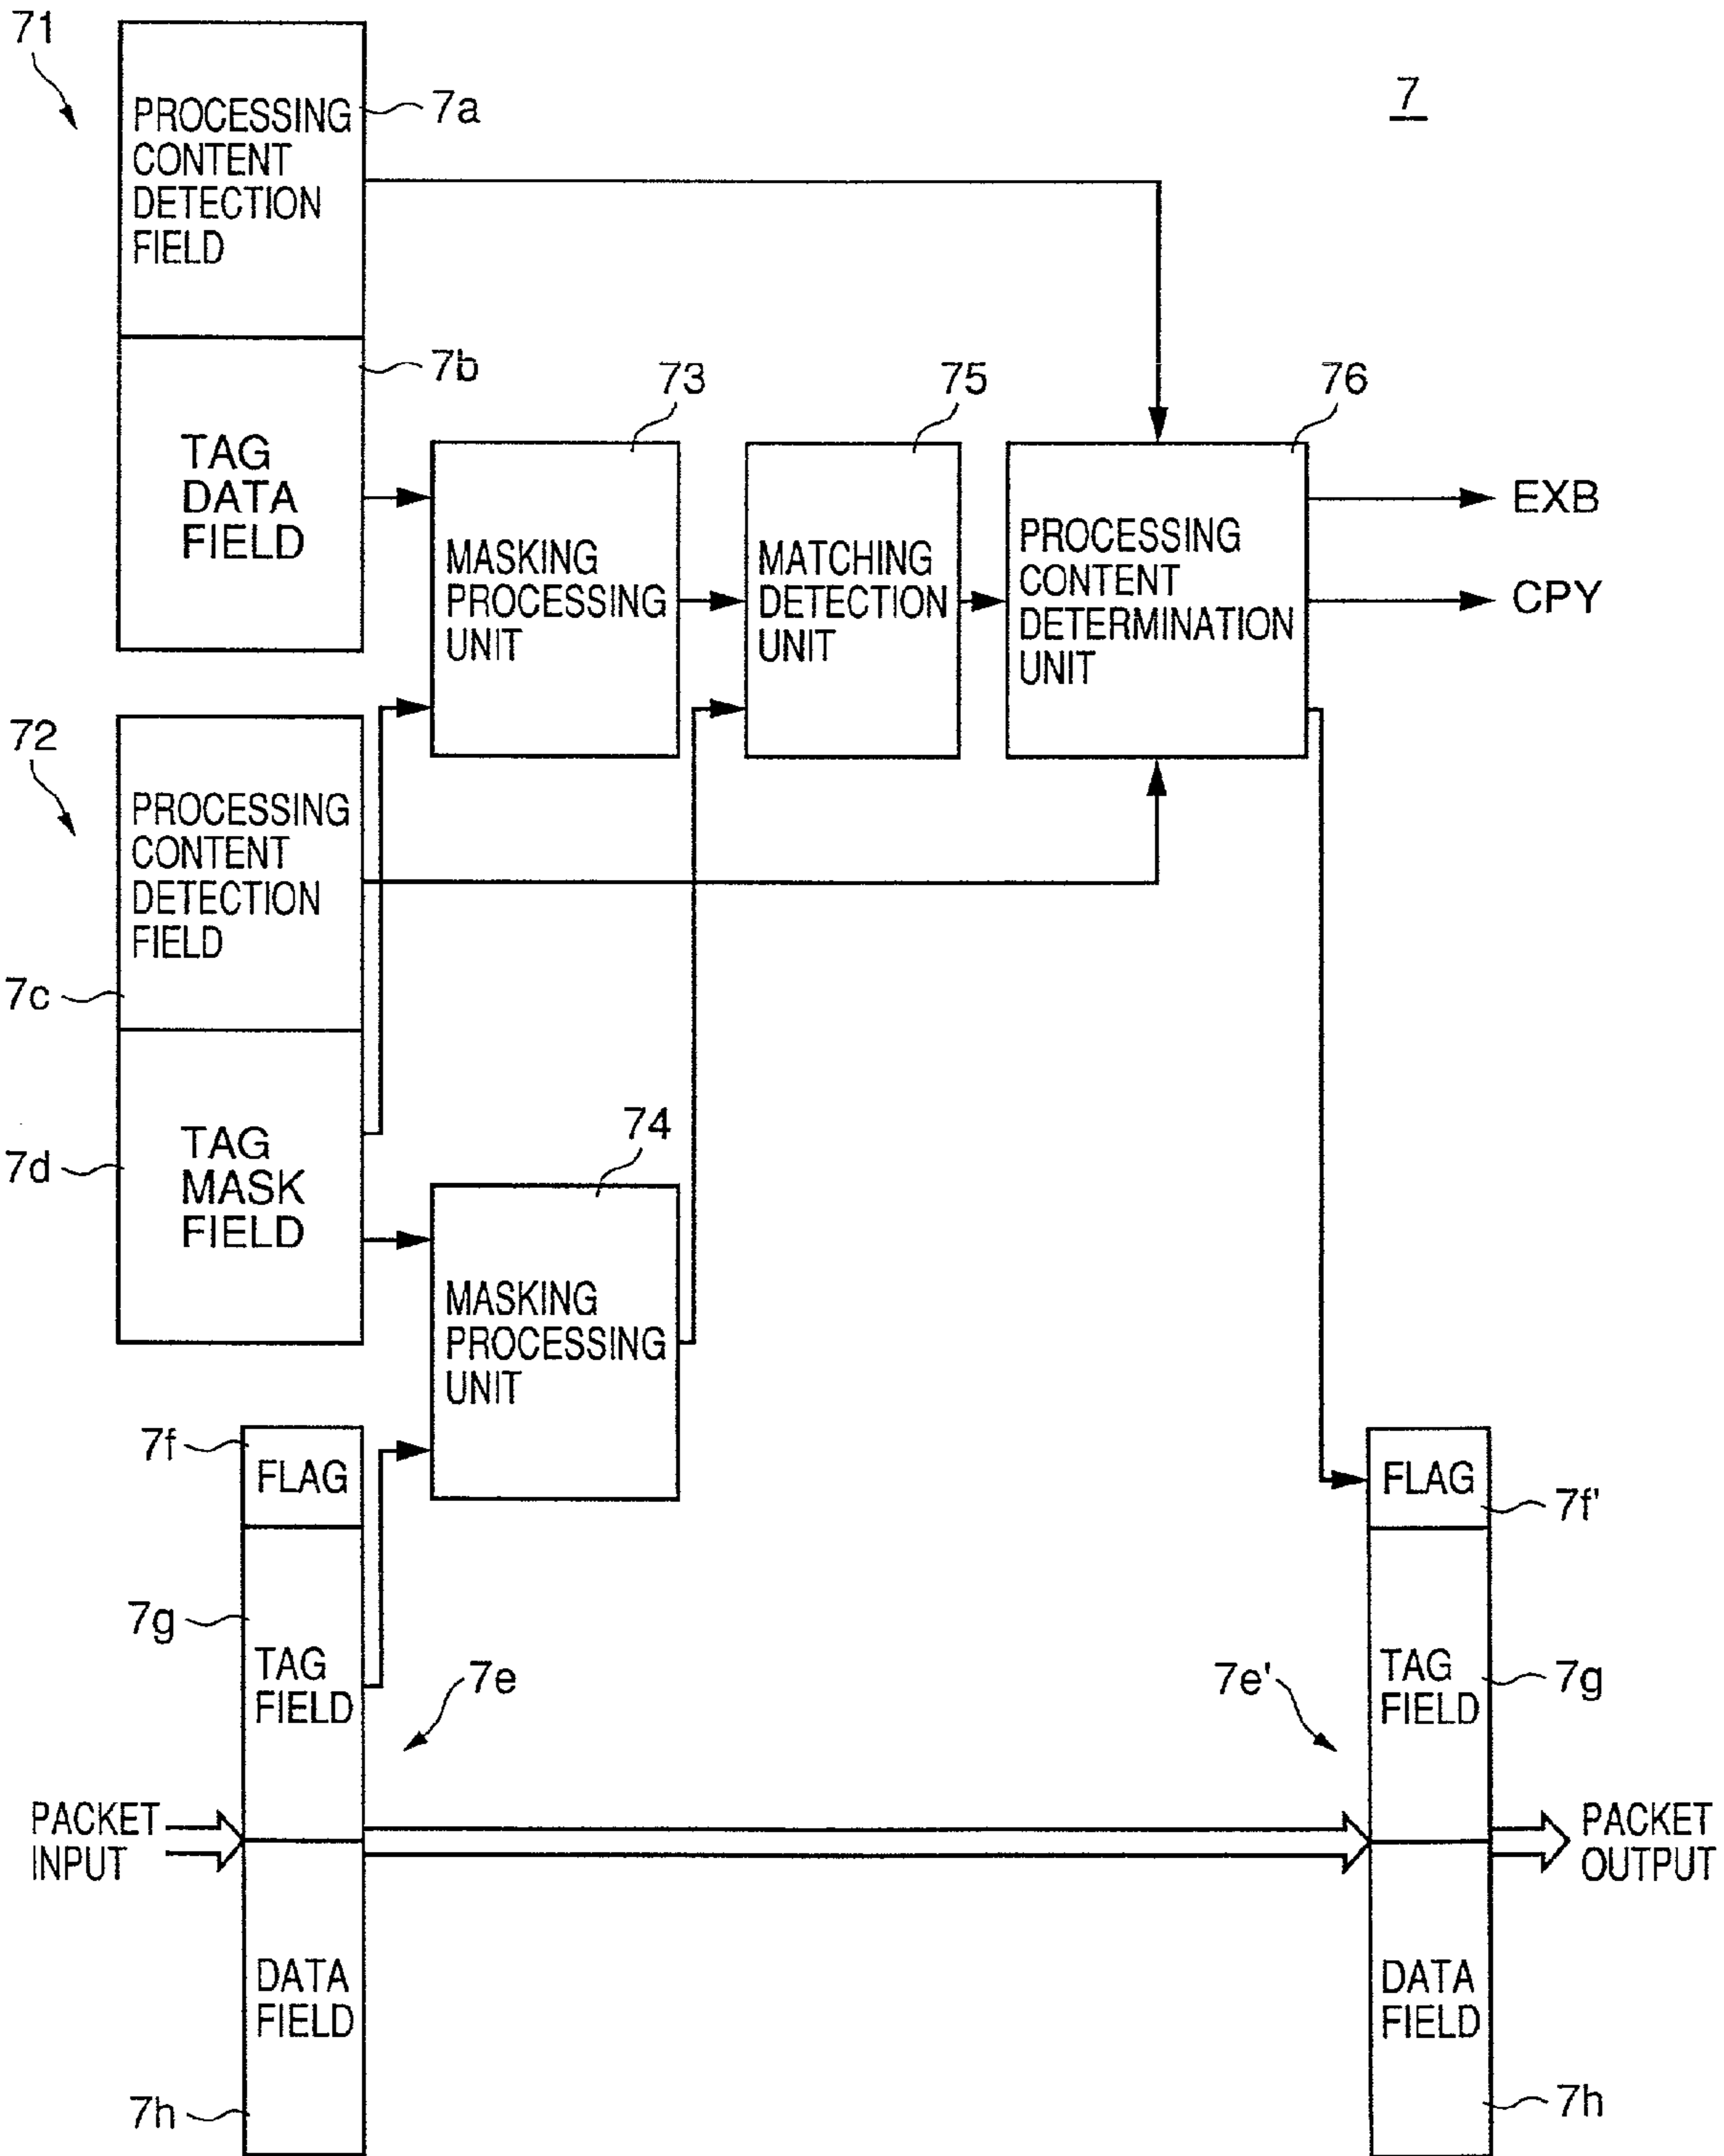 71
7
PROCESSING
CONTENT
DETECTION
FIELD
7a
7b
TAG
DATA
FIELD
73
MASKING
PROCESSING
UNIT
75
MATCHING
DETECTION
UNIT
76
PROCESSING
CONTENT
DETERMINATION
UNIT
EXB
CPY
72
PROCESSING
CONTENT
DETECTION
FIELD
7c
7d
TAG
MASK
FIELD
74
MASKING
PROCESSING
UNIT
7f
FLAG
7g
TAG
FIELD
7e
PACKET
INPUT
DATA
FIELD
7h
FLAG
7f'
7e'
TAG
FIELD
7g
PACKET
OUTPUT
DATA
FIELD
7h